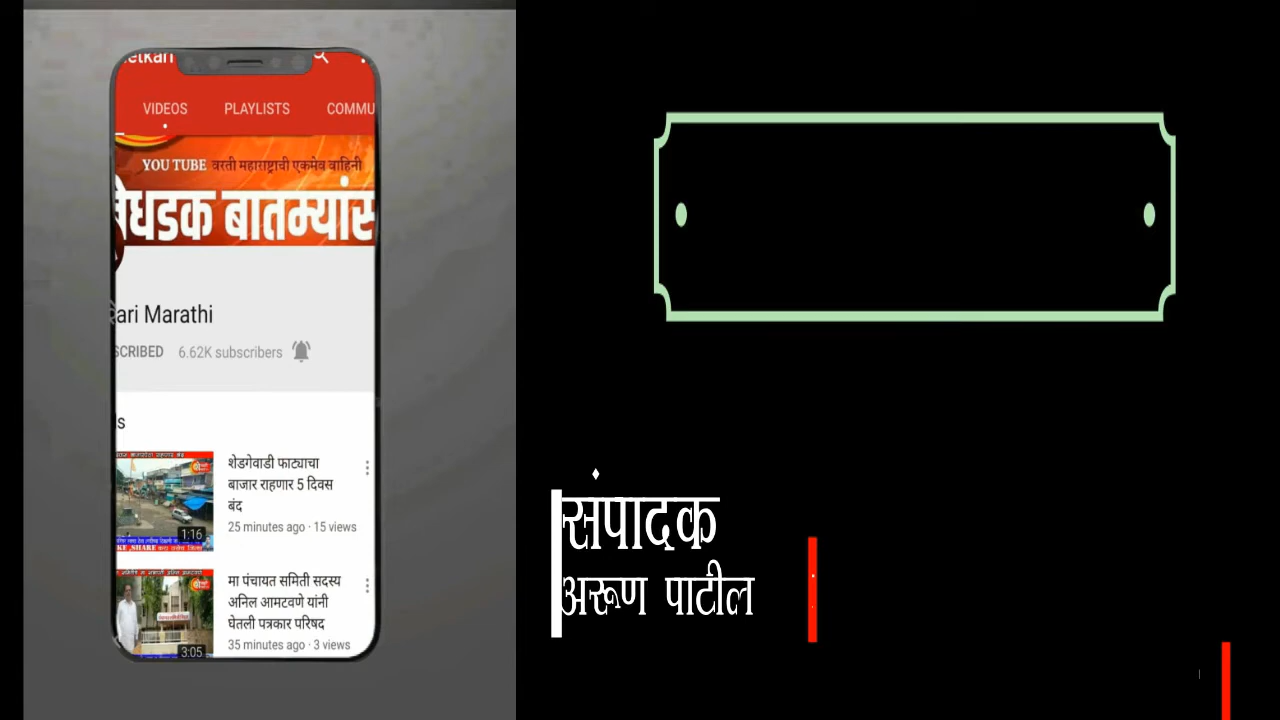 VIDEOS PLAYLISTS COMMU
YOU TUBE वरती महाराष्ट्राची एकमेव वाहिनी
बेधडक बातम्यांस
ari Marathi
SCRIBED 6.62K subscribers
शेडगेवाडी फाट्याचा
बाजार राहणार 5 दिवस
बंद
25 minutes ago · 15 views
1:16
मा पंचायत समिती सदस्य
अनिल आमटवणे यांनी
घेतली पत्रकार परिषद
35 minutes ago · 3 views
3:05
संपादक
अरूण पाटील